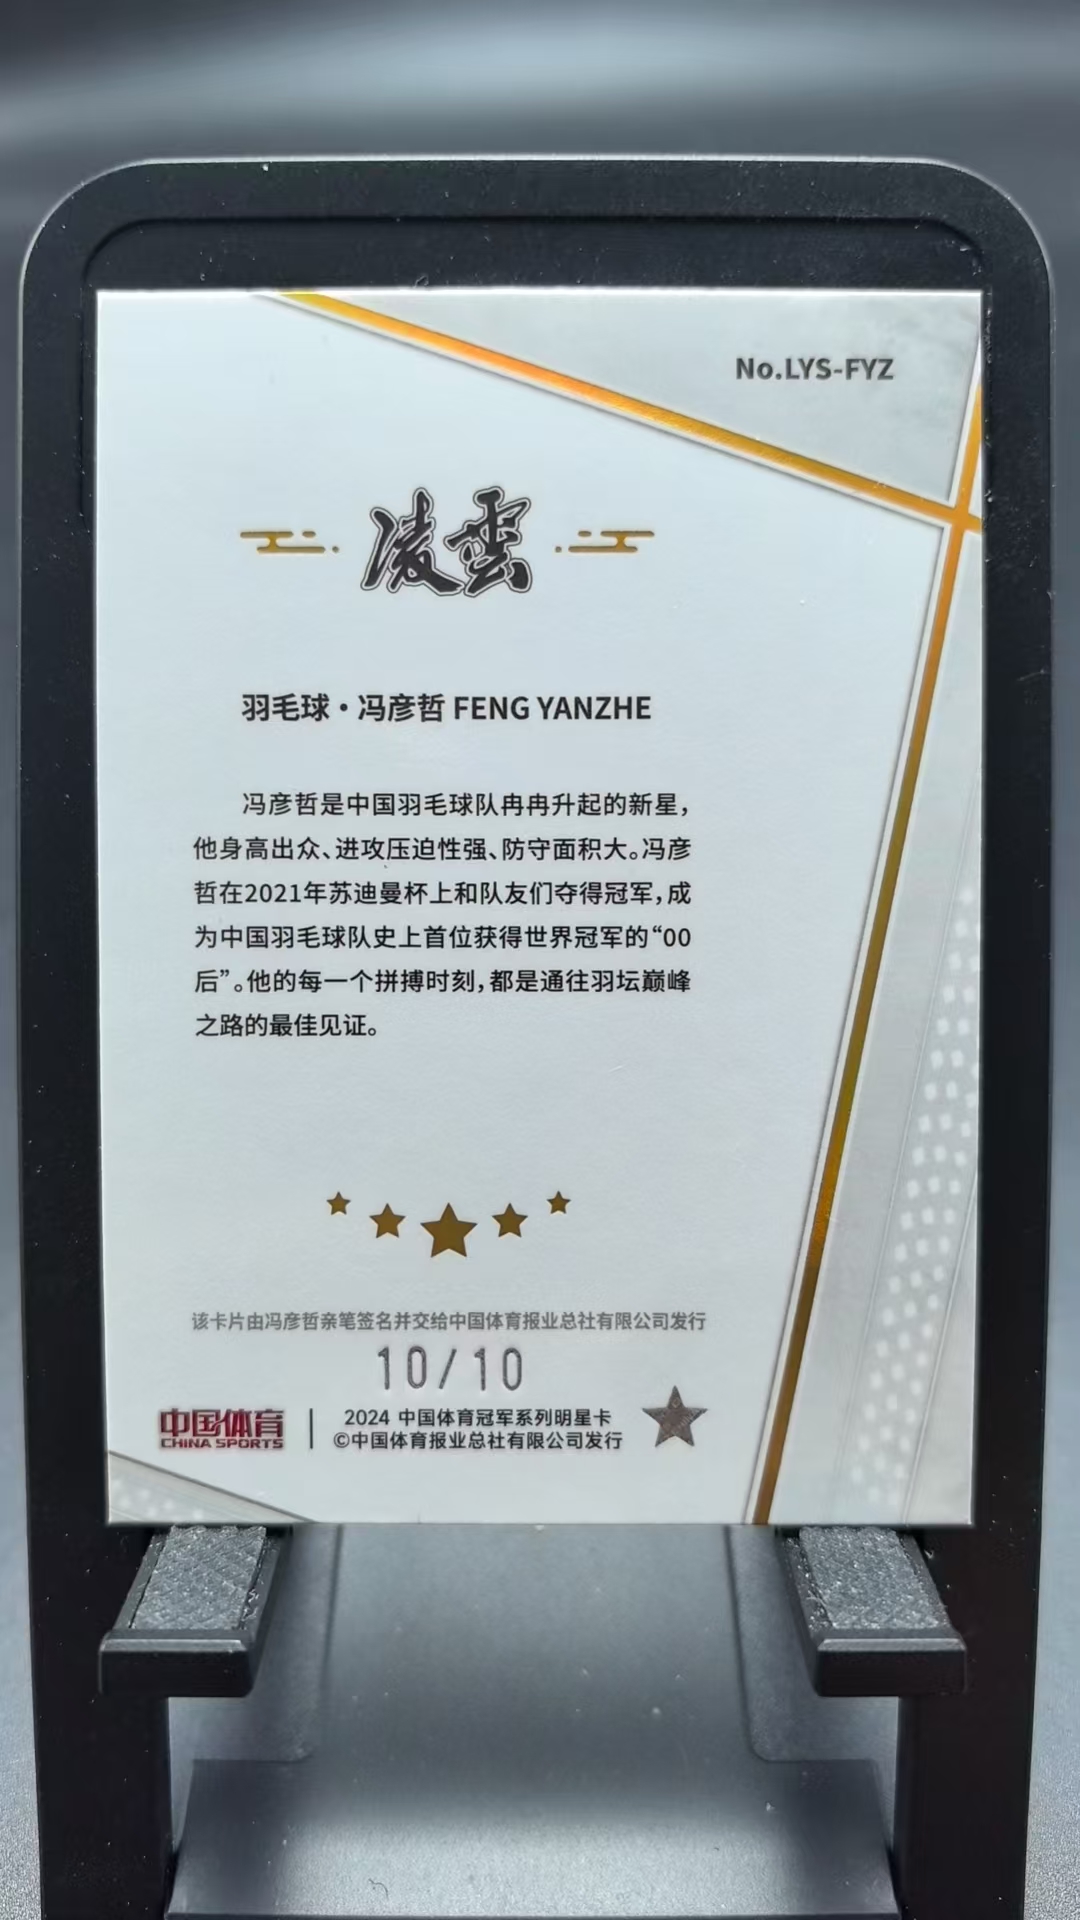 No.LYS-FYZ
凌雲
羽毛球·冯彦哲 FENG YANZHE
冯彦哲是中国羽毛球队冉冉升起的新星，
他身高出众、进攻压迫性强、防守面积大。冯彦
哲在2021年苏迪曼杯上和队友们夺得冠军，成
为中国羽毛球队史上首位获得世界冠军的“00
后”。他的每一个拼搏时刻，都是通往羽坛巅峰
之路的最佳见证。
该卡片由冯彦哲亲笔签名并交给中国体育报业总社有限公司发行
10/10
中国体育
CHINA SPORTS
2024 中国体育冠军系列明星卡
©中国体育报业总社有限公司发行